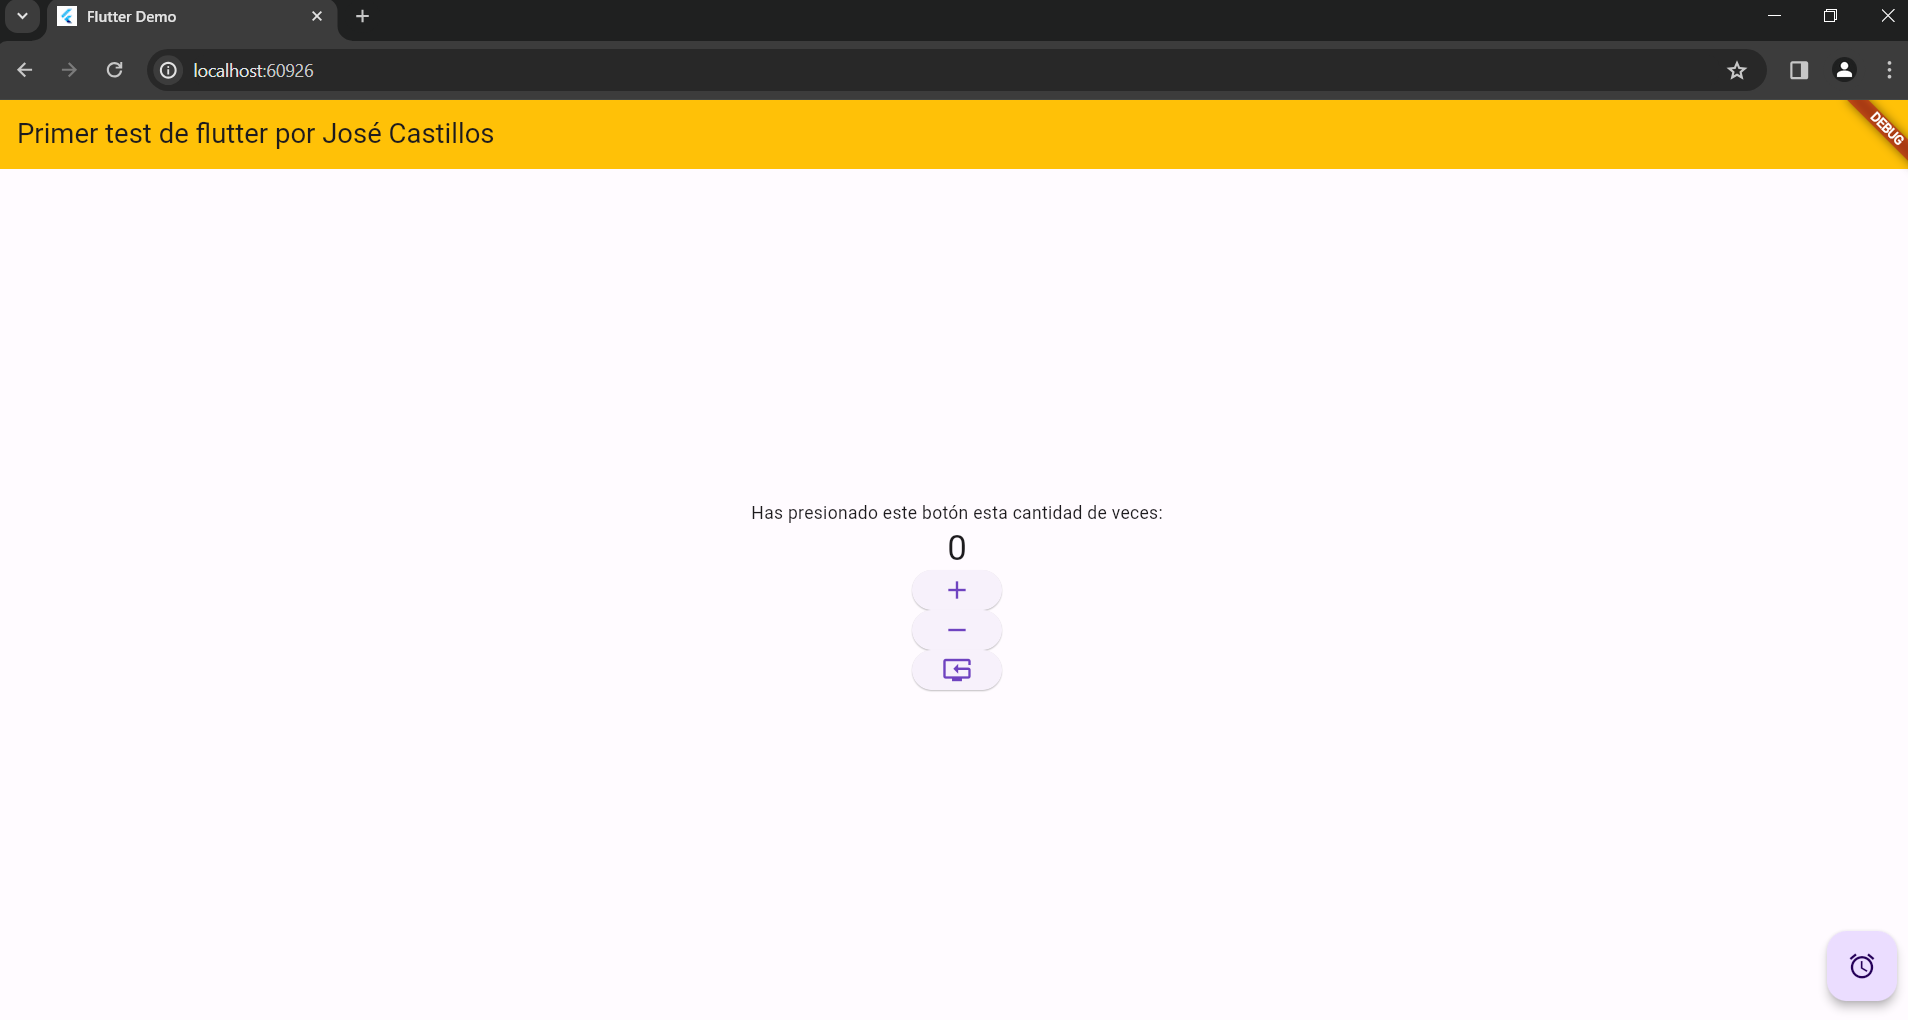 Flutter Demo
localhost:60926
Primer test de flutter por José Castillos
DEBUG
Has presionado este botón esta cantidad de veces:
0